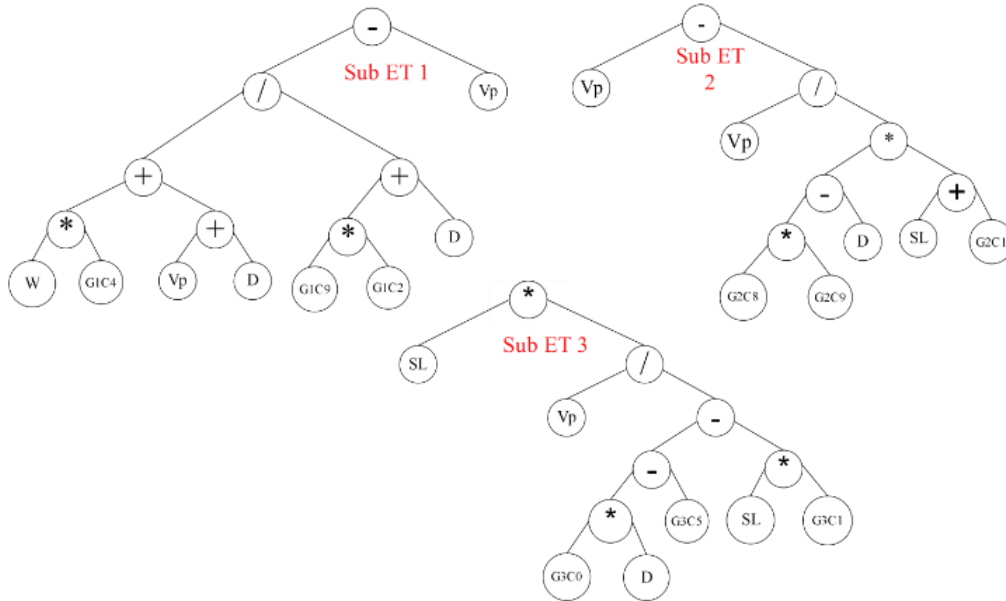 -
Sub ET 1
/
Vp
+
+
*
+
*
D
W
G1C4
Vp
D
G1C9
G1C2
-
Sub ET
2
Vp
/
Vp
*
-
+
*
D
SL
G2C1
G2C8
G2C9
*
Sub ET 3
SL
/
Vp
-
-
*
*
G3C5
SL
G3C1
G3C0
D